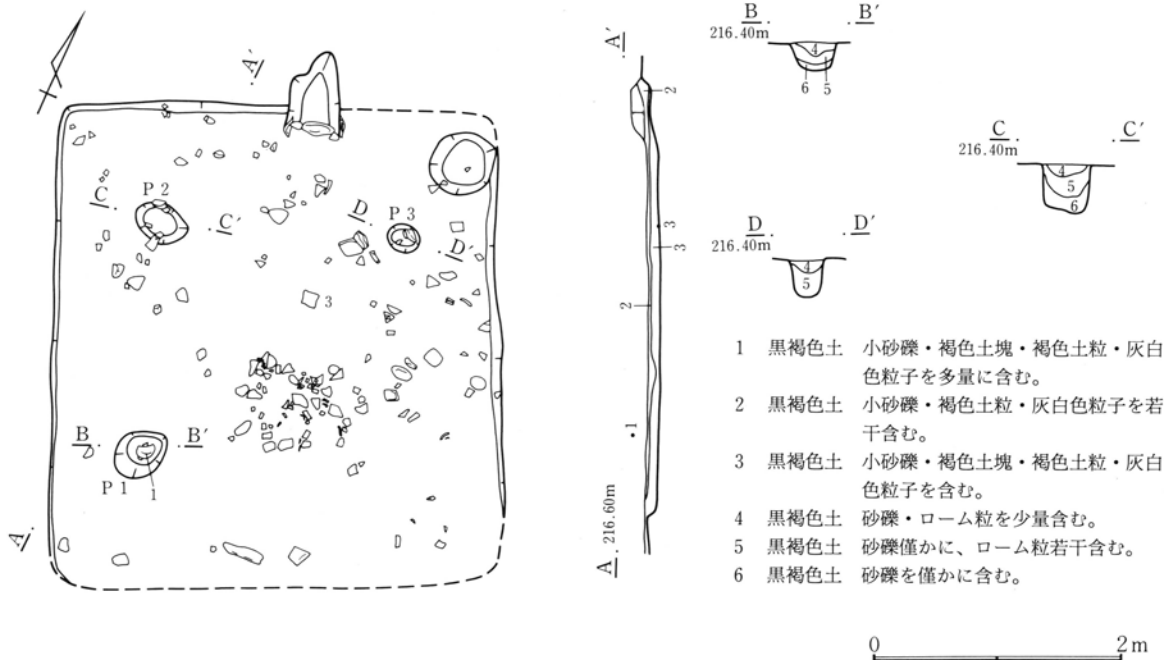 A′
P 2
C
C′
D
P 3
D′
3
B
B′
P 1
1
A
A′
2
3
3
2
1
A
216.60m
B
B′
216.40m
4
6
5
C
C′
216.40m
4
5
6
D
D′
216.40m
4
5
1 黒褐色土 小砂礫・褐色土塊・褐色土粒・灰白
色粒子を多量に含む。
2 黒褐色土 小砂礫・褐色土粒・灰白色粒子を若
干含む。
3 黒褐色土 小砂礫・褐色土塊・褐色土粒・灰白
色粒子を含む。
4 黒褐色土 砂礫・ローム粒を少量含む。
5 黒褐色土 砂礫僅かに、ローム粒若干含む。
6 黒褐色土 砂礫を僅かに含む。
0
2m